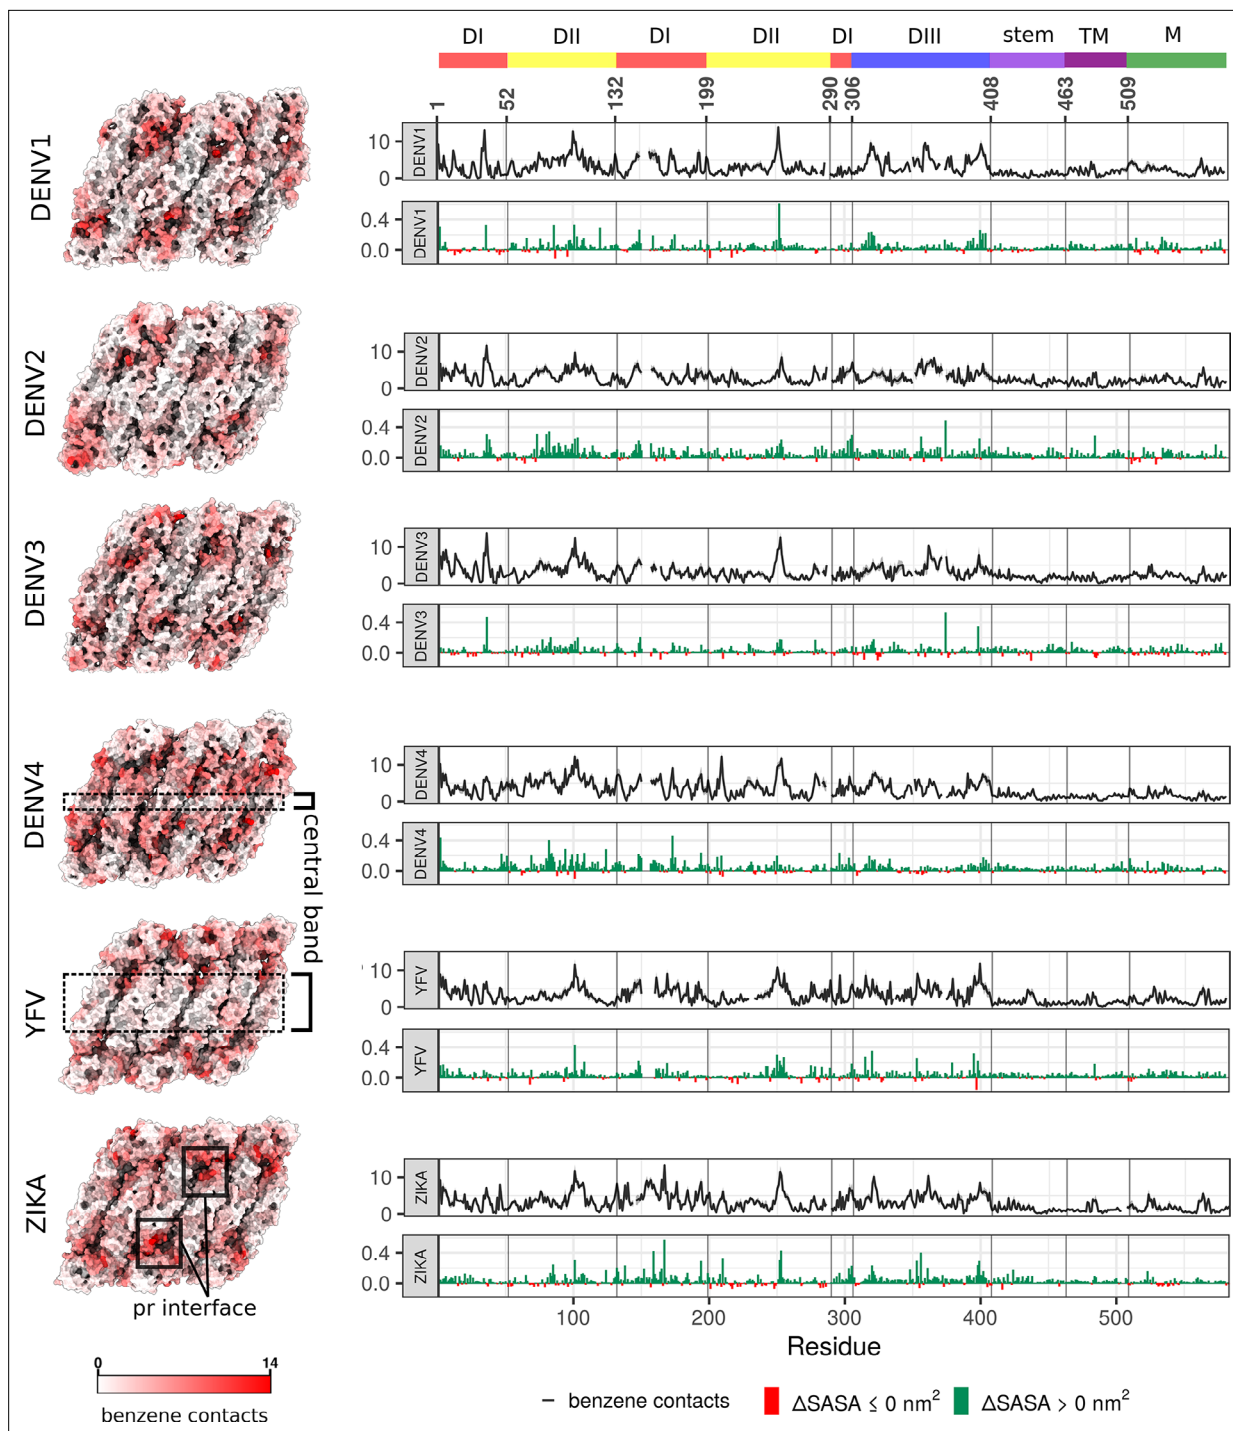 DI DII DI DII DI DIII stem TM M
1 52 132 199 290 306 408 463 509
DENV1
10
0
DENV1
0.4
0.0
DENV1
DENV2
10
0
DENV2
0.4
0.0
DENV2
DENV3
10
0
DENV3
0.4
0.0
DENV3
DENV4
10
0
DENV4
0.4
0.0
DENV4
central band
YFV
10
0
YFV
0.4
0.0
YFV
ZIKA
10
0
ZIKA
0.4
0.0
ZIKA
pr interface
100 200 300 400 500
Residue
0 14
benzene contacts
benzene contacts ΔSASA ≤ 0 nm² ΔSASA > 0 nm²